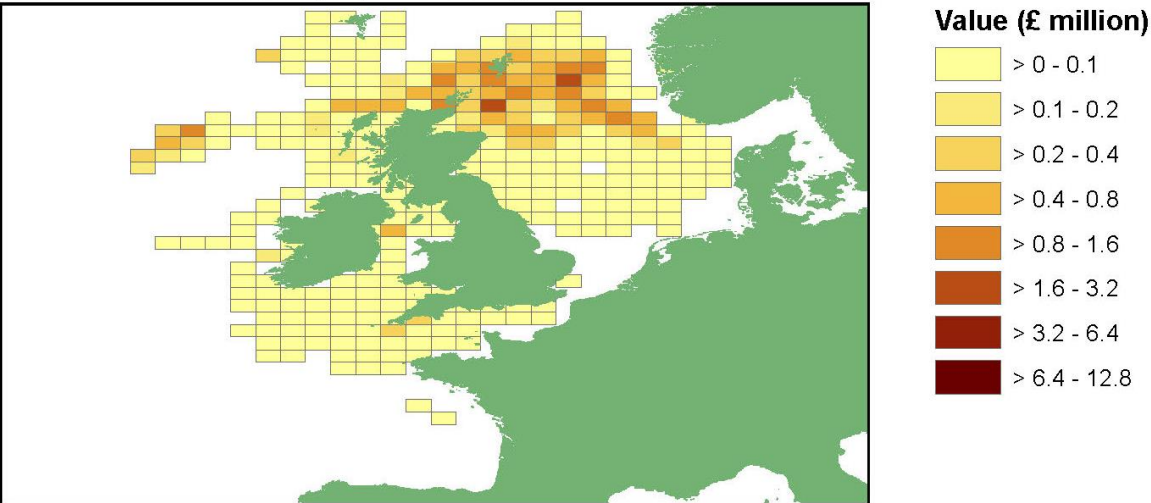 Value (£ million)
> 0 - 0.1
> 0.1 - 0.2
> 0.2 - 0.4
> 0.4 - 0.8
> 0.8 - 1.6
> 1.6 - 3.2
> 3.2 - 6.4
> 6.4 - 12.8